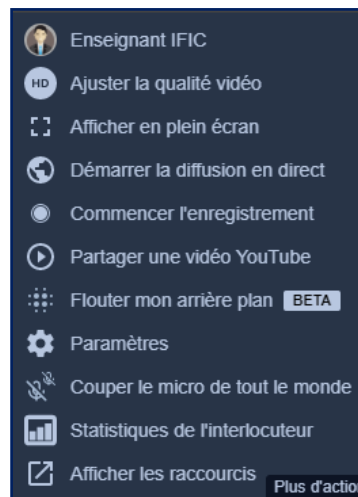 Enseignant IFIC
HD Ajuster la qualité vidéo
Afficher en plein écran
Démarrer la diffusion en direct
Commencer l'enregistrement
Partager une vidéo YouTube
Flouter mon arrière plan BETA
Paramètres
Couper le micro de tout le monde
Statistiques de l'interlocuteur
Afficher les raccourcis
Plus d'actio